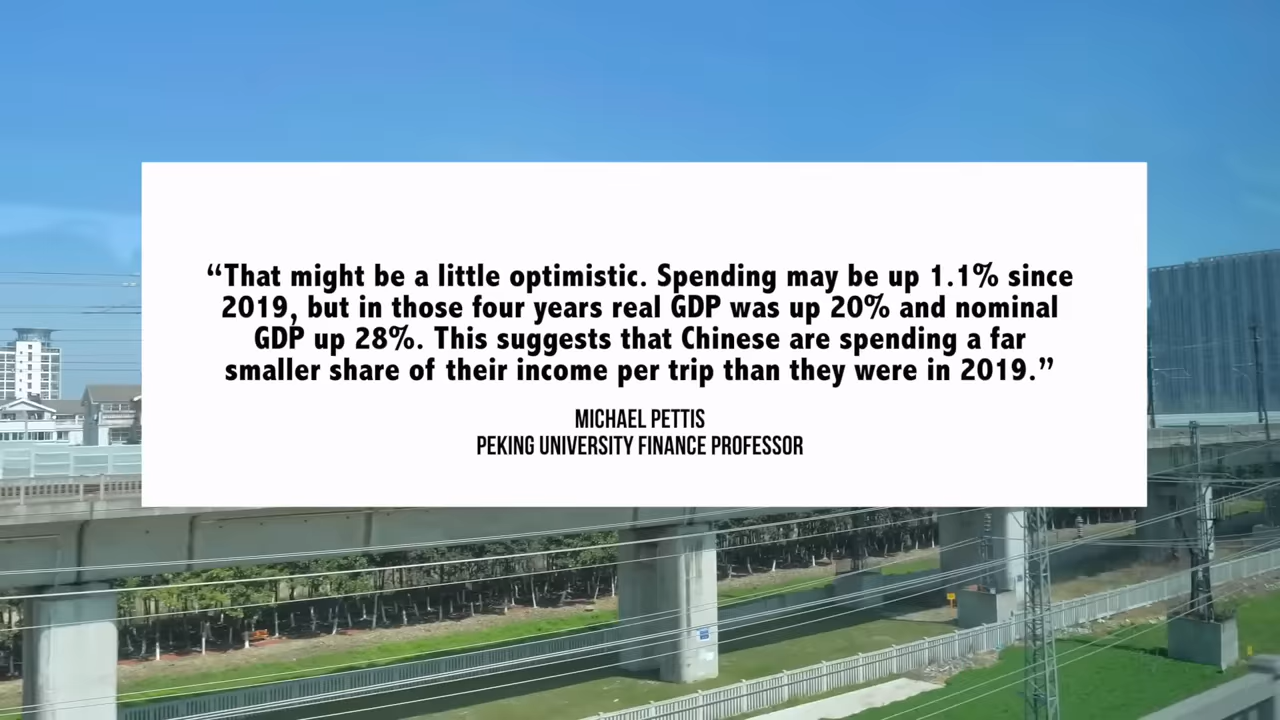 “That might be a little optimistic. Spending may be up 1.1% since
2019, but in those four years real GDP was up 20% and nominal
GDP up 28%. This suggests that Chinese are spending a far
smaller share of their income per trip than they were in 2019.”
MICHAEL PETTIS
PEKING UNIVERSITY FINANCE PROFESSOR